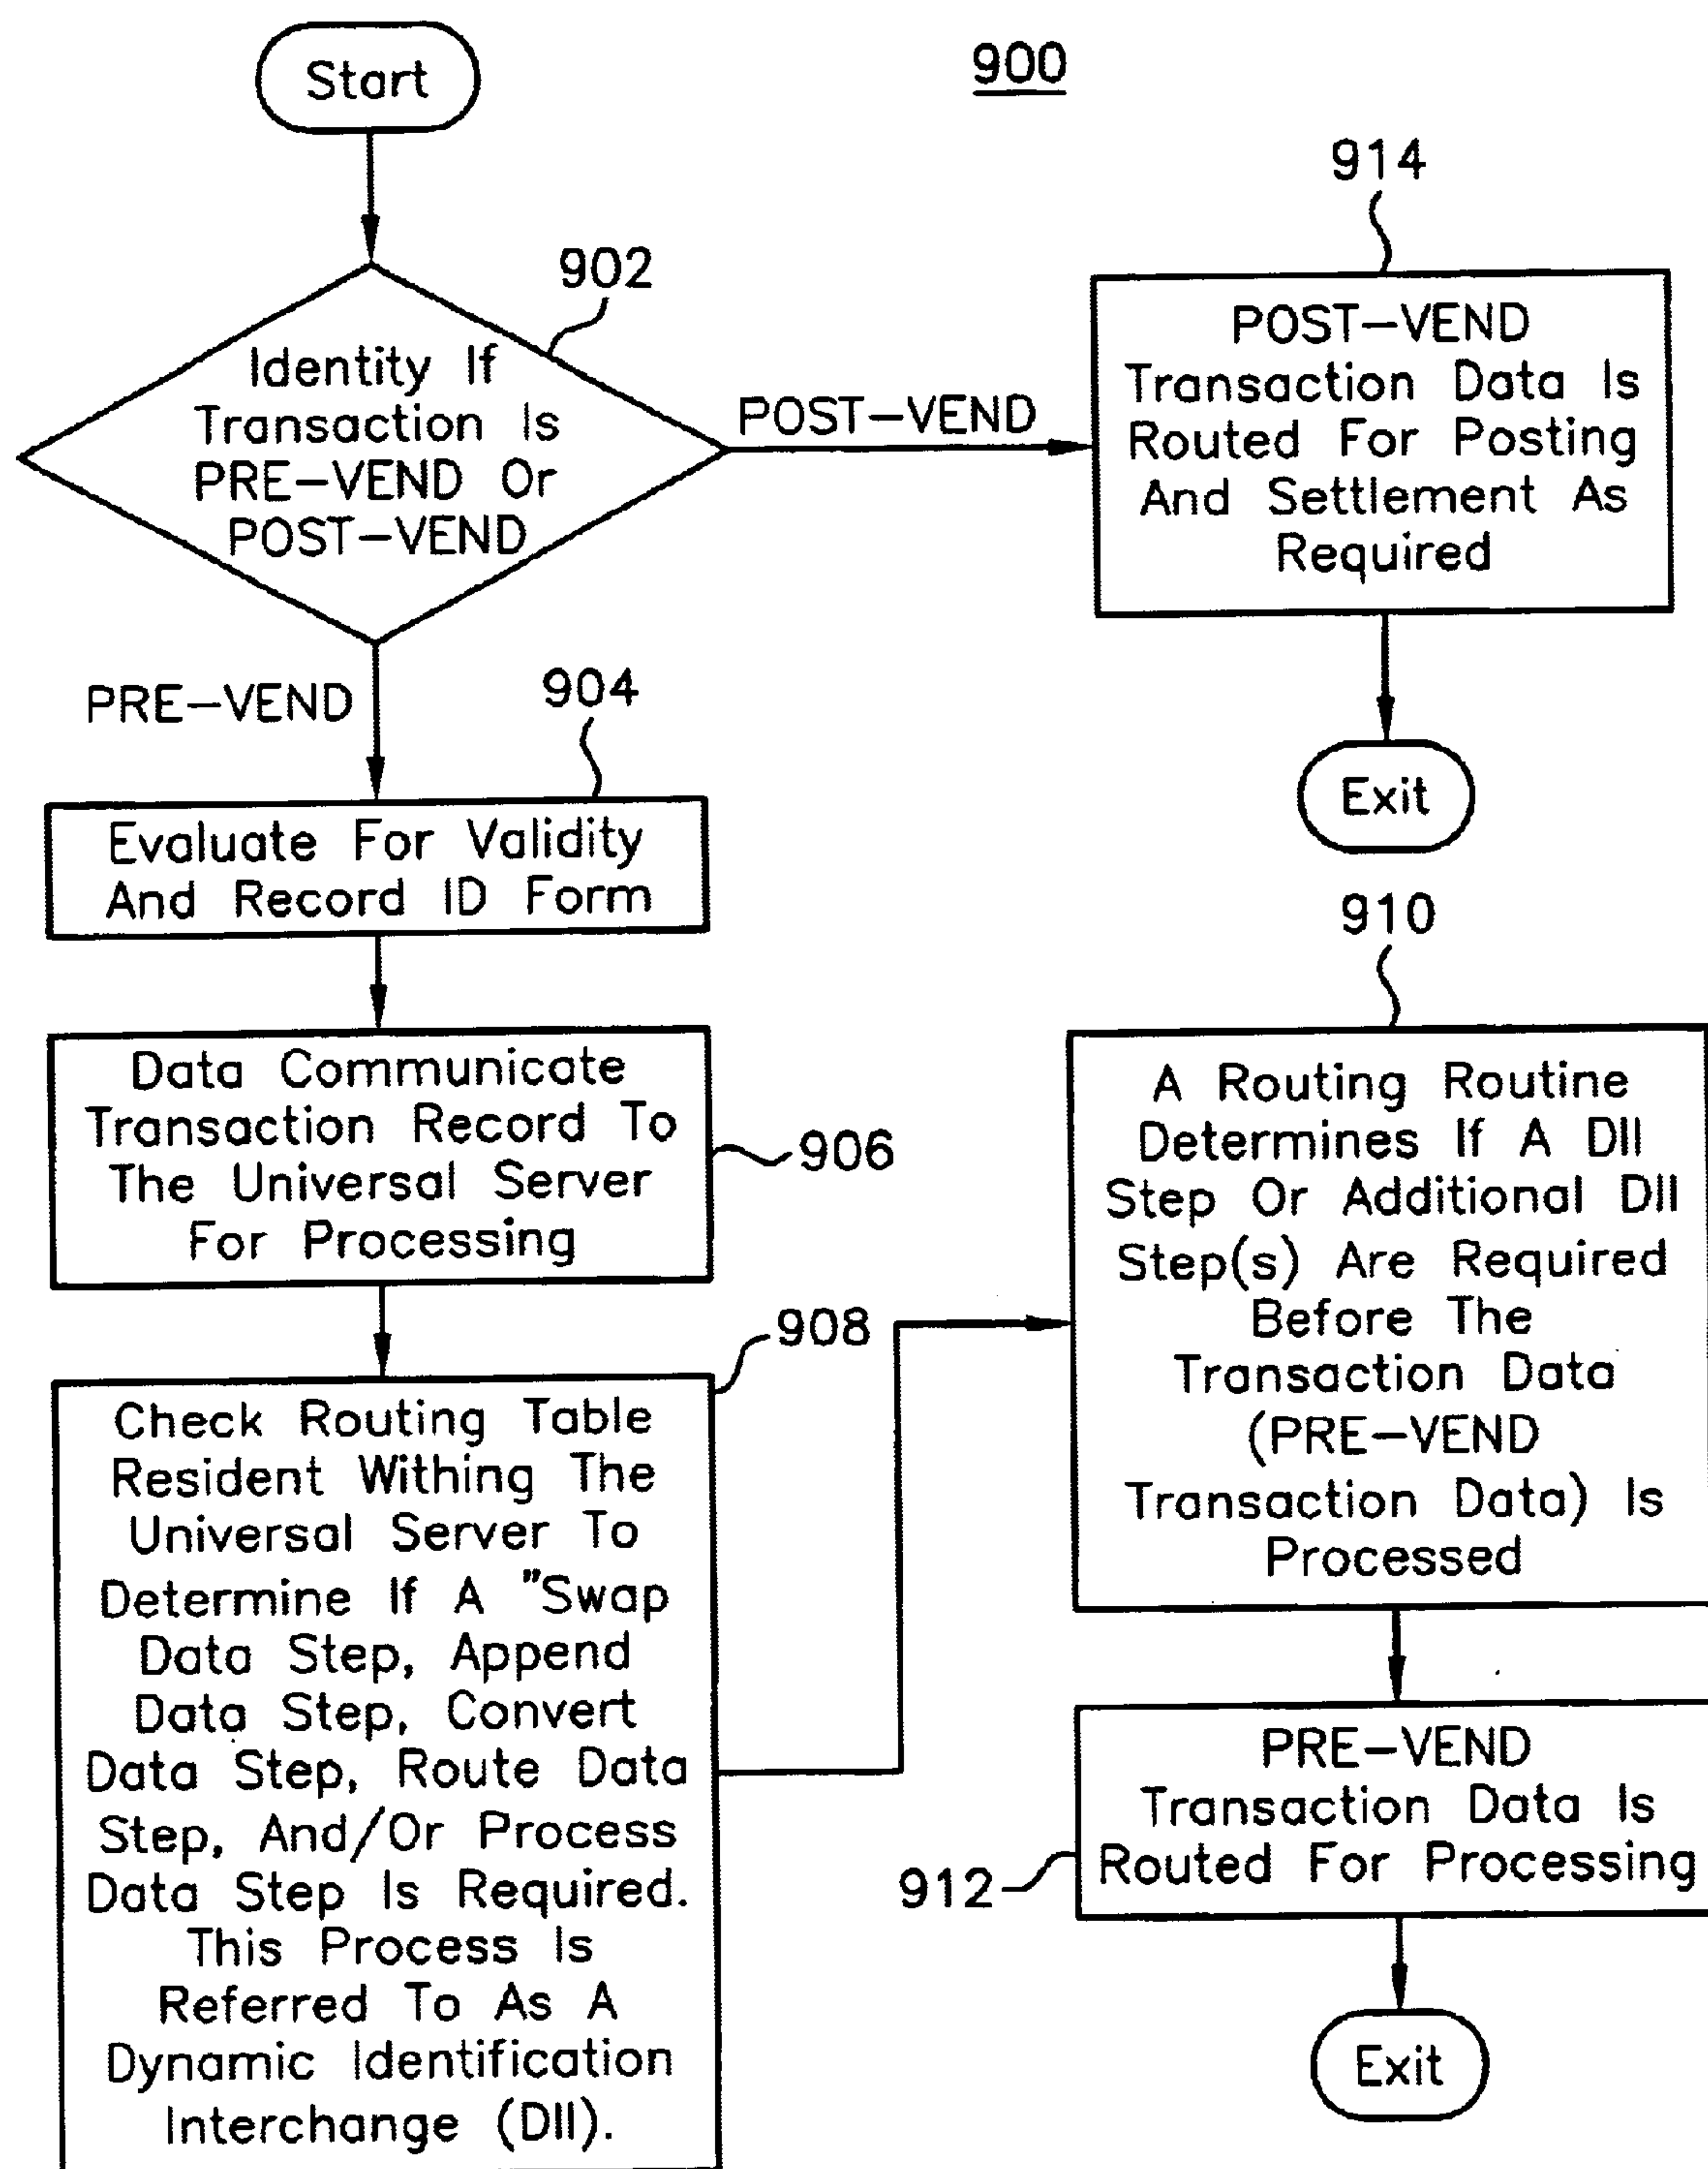 Start
900
902
Identity If
Transaction Is
PRE-VEND Or
POST-VEND
POST-VEND
914
POST-VEND
Transaction Data Is
Routed For Posting
And Settlement As
Required
Exit
PRE-VEND
904
Evaluate For Validity
And Record ID Form
Data Communicate
Transaction Record To
The Universal Server
For Processing
906
908
Check Routing Table
Resident Withing The
Universal Server To
Determine If A "Swap
Data Step, Append
Data Step, Convert
Data Step, Route Data
Step, And/Or Process
Data Step Is Required.
This Process Is
Referred To As A
Dynamic Identification
Interchange (DII).
910
A Routing Routine
Determines If A DII
Step Or Additional DII
Step(s) Are Required
Before The
Transaction Data
(PRE-VEND
Transaction Data) Is
Processed
PRE-VEND
Transaction Data Is
Routed For Processing
912
Exit